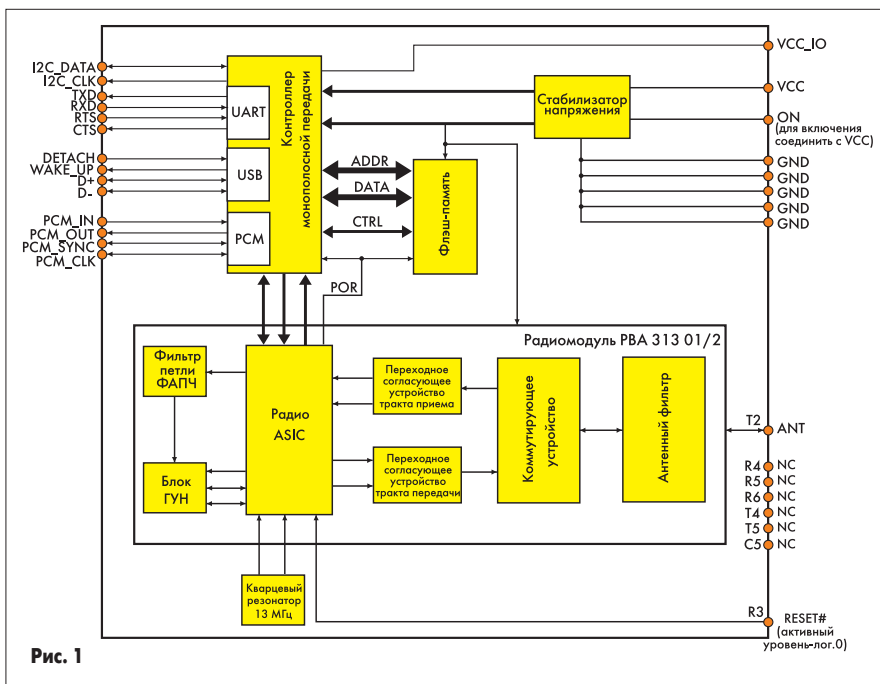 I2C_DATA
I2C_CLK
TXD
RXD
RTS
CTS
DETACH
WAKE_UP
D+
D-
PCM_IN
PCM_OUT
PCM_SYNC
PCM_CLK
UART
USB
PCM
Контроллер
монополосной передачи
ADDR
DATA
CTRL
POR
Флэш-память
Стабилизатор
напряжения
VCC_IO
VCC
ON
(для включения
соединить с VCC)
GND
GND
GND
GND
GND
Радиомодуль PBA 313 01/2
Фильтр
петли
ФАПЧ
Блок
ГУН
Радио
ASIC
Переходное
согласующее
устройство
тракта приема
Переходное
согласующее
устройство
тракта передачи
Коммутирующее
устройство
Антенный фильтр
T2
ANT
R4 NC
R5 NC
R6 NC
T4 NC
T5 NC
C5 NC
Кварцевый
резонатор
13 МГц
R3
RESET#
(активный
уровень-лог.0)
Рис. 1